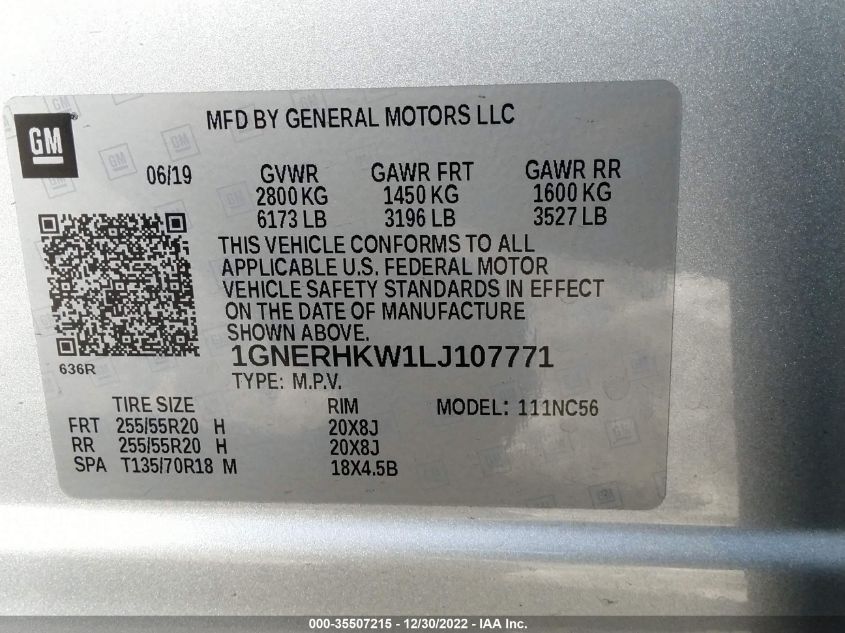 MFD BY GENERAL MOTORS LLC
GM
06/19 GVWR GAWR FRT GAWR RR
2800 KG 1450 KG 1600 KG
6173 LB 3196 LB 3527 LB
THIS VEHICLE CONFORMS TO ALL
APPLICABLE U.S. FEDERAL MOTOR
VEHICLE SAFETY STANDARDS IN EFFECT
ON THE DATE OF MANUFACTURE
SHOWN ABOVE.
636R
1GNERHKW1LJ107771
TYPE: M.P.V.
TIRE SIZE RIM MODEL: 111NC56
FRT 255/55R20 H 20X8J
RR 255/55R20 H 20X8J
SPA T135/70R18 M 18X4.5B
000-35507215 - 12/30/2022 - IAA Inc.